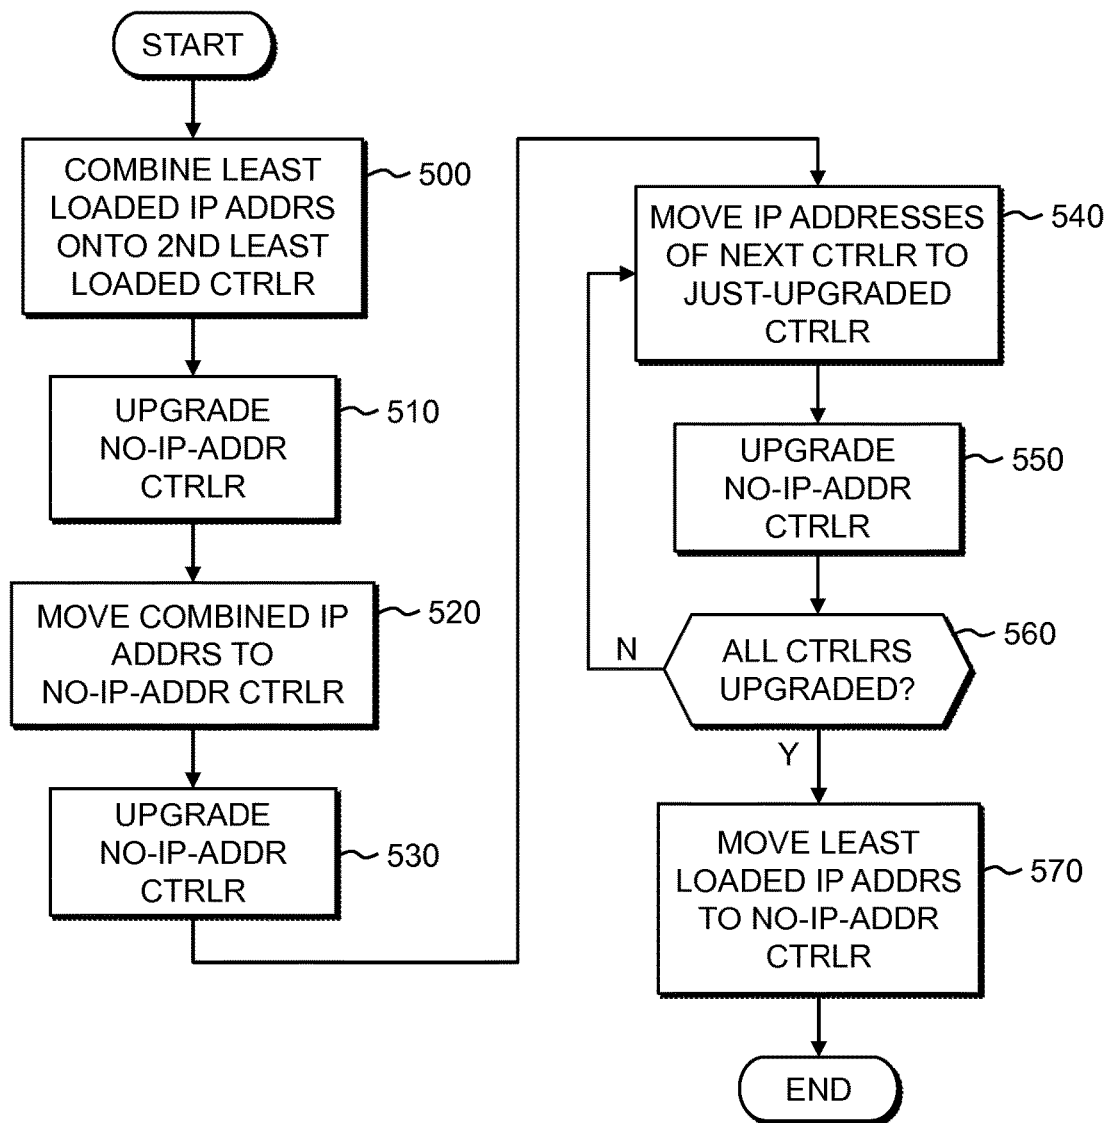 START
COMBINE LEAST
LOADED IP ADDRS
ONTO 2ND LEAST
LOADED CTRLR
500
UPGRADE
NO-IP-ADDR
CTRLR
510
MOVE COMBINED IP
ADDRS TO
NO-IP-ADDR CTRLR
520
UPGRADE
NO-IP-ADDR
CTRLR
530
MOVE IP ADDRESSES
OF NEXT CTRLR TO
JUST-UPGRADED
CTRLR
540
UPGRADE
NO-IP-ADDR
CTRLR
550
ALL CTRLRS
UPGRADED?
560
N
Y
MOVE LEAST
LOADED IP ADDRS
TO NO-IP-ADDR
CTRLR
570
END